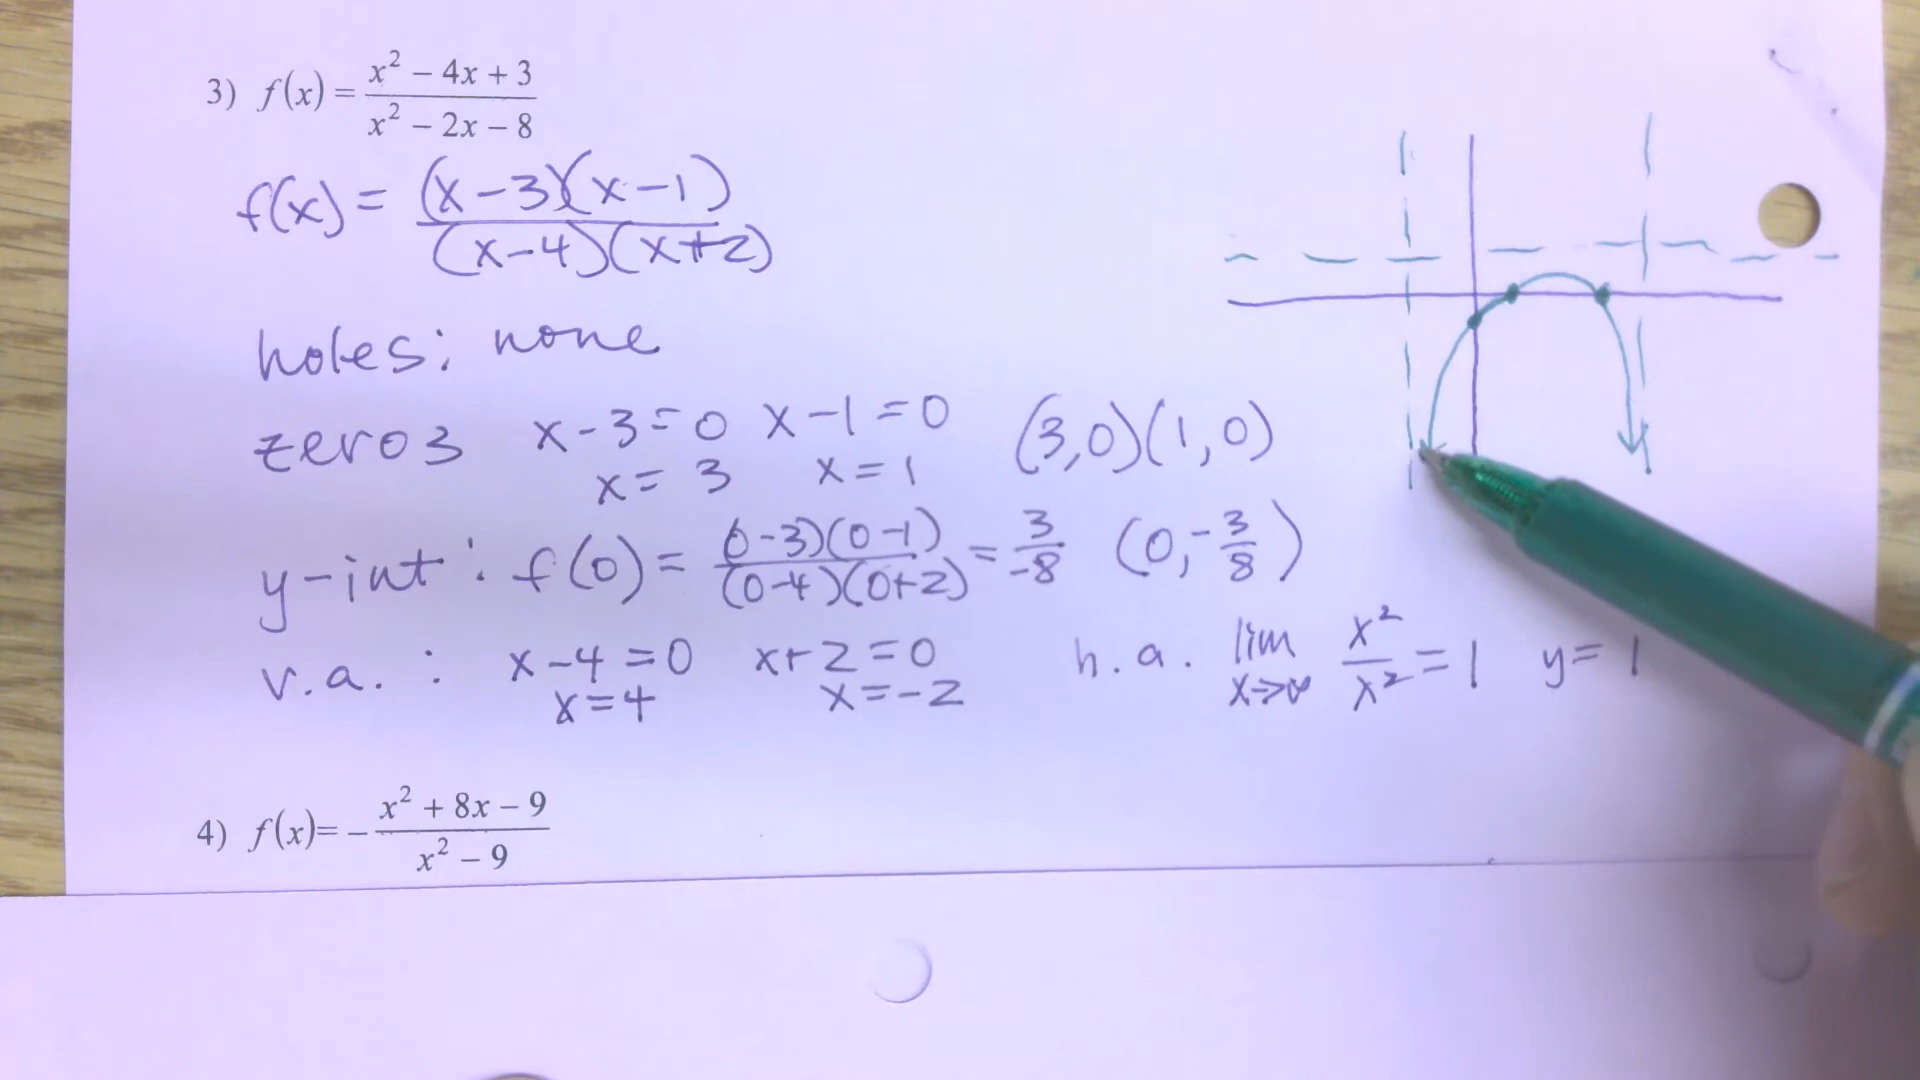 3) f(x) = (x² − 4x + 3)/(x² − 2x − 8)
f(x) = ((x−3)(x−1))/((x−4)(x+2))
holes: none
zeros x−3=0 x−1=0 (3,0)(1,0)
x=3 x=1
y-int: f(0) = ((0−3)(0−1))/((0−4)(0+2)) = 3/−8 (0,−3/8)
v.a.: x−4=0 x+2=0 h.a. lim x→∞ x²/x² = 1 y=1
x=4 x=−2
4) f(x)= −(x² + 8x − 9)/(x² − 9)